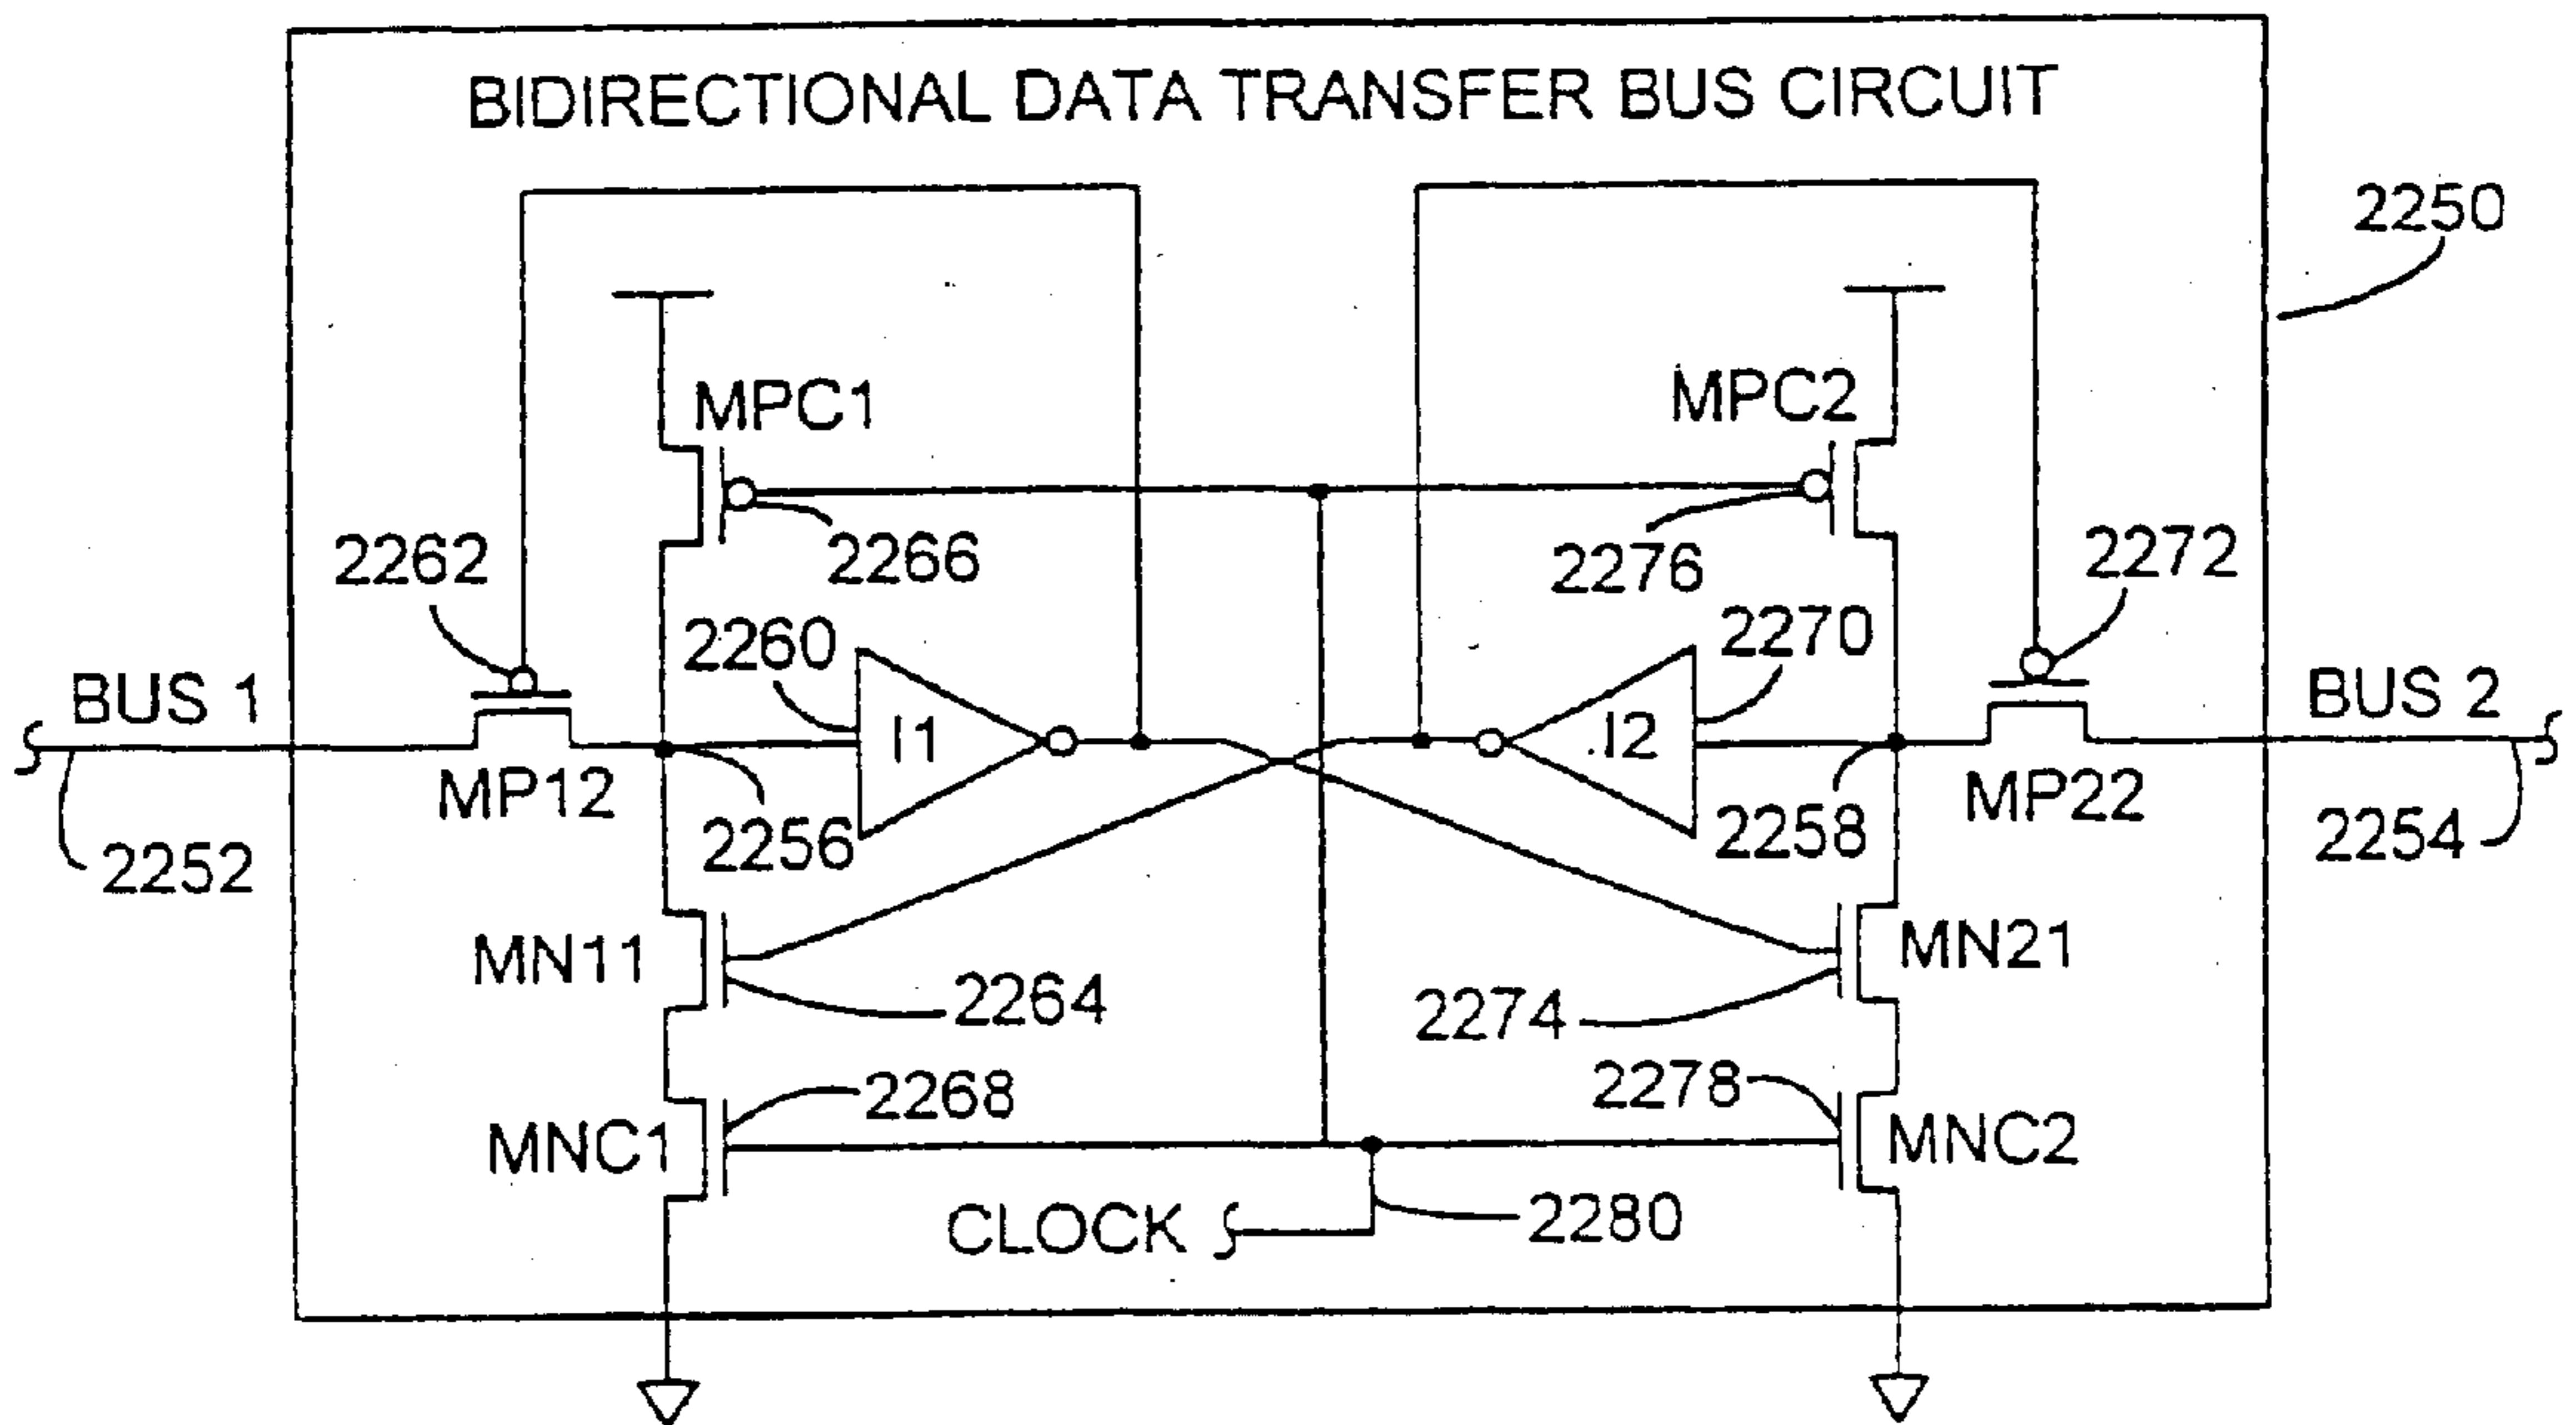 BIDIRECTIONAL DATA TRANSFER BUS CIRCUIT
2250
MPC1
MPC2
2262
2266
2276
2272
BUS 1
2260
I1
I2
2270
BUS 2
MP12
2256
2258
MP22
2252
2254
MN11
2264
2274
MN21
MNC1
2268
2278
MNC2
CLOCK
2280